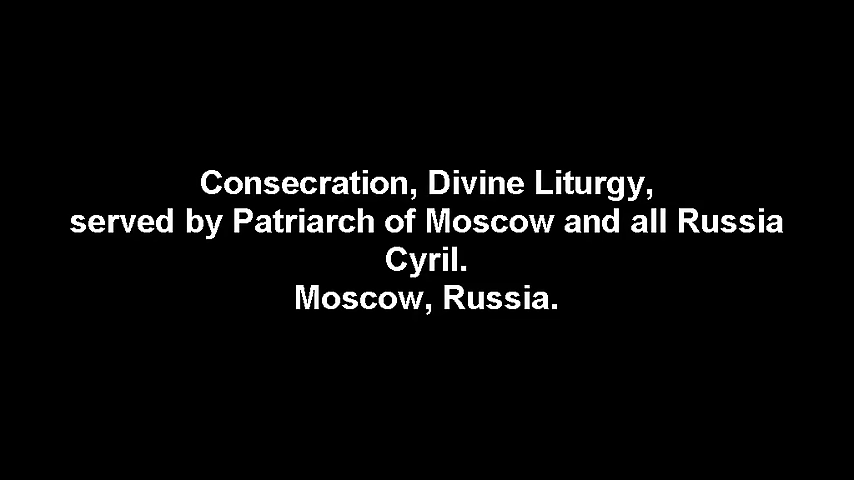 Consecration, Divine Liturgy,
served by Patriarch of Moscow and all Russia
Cyril.
Moscow, Russia.